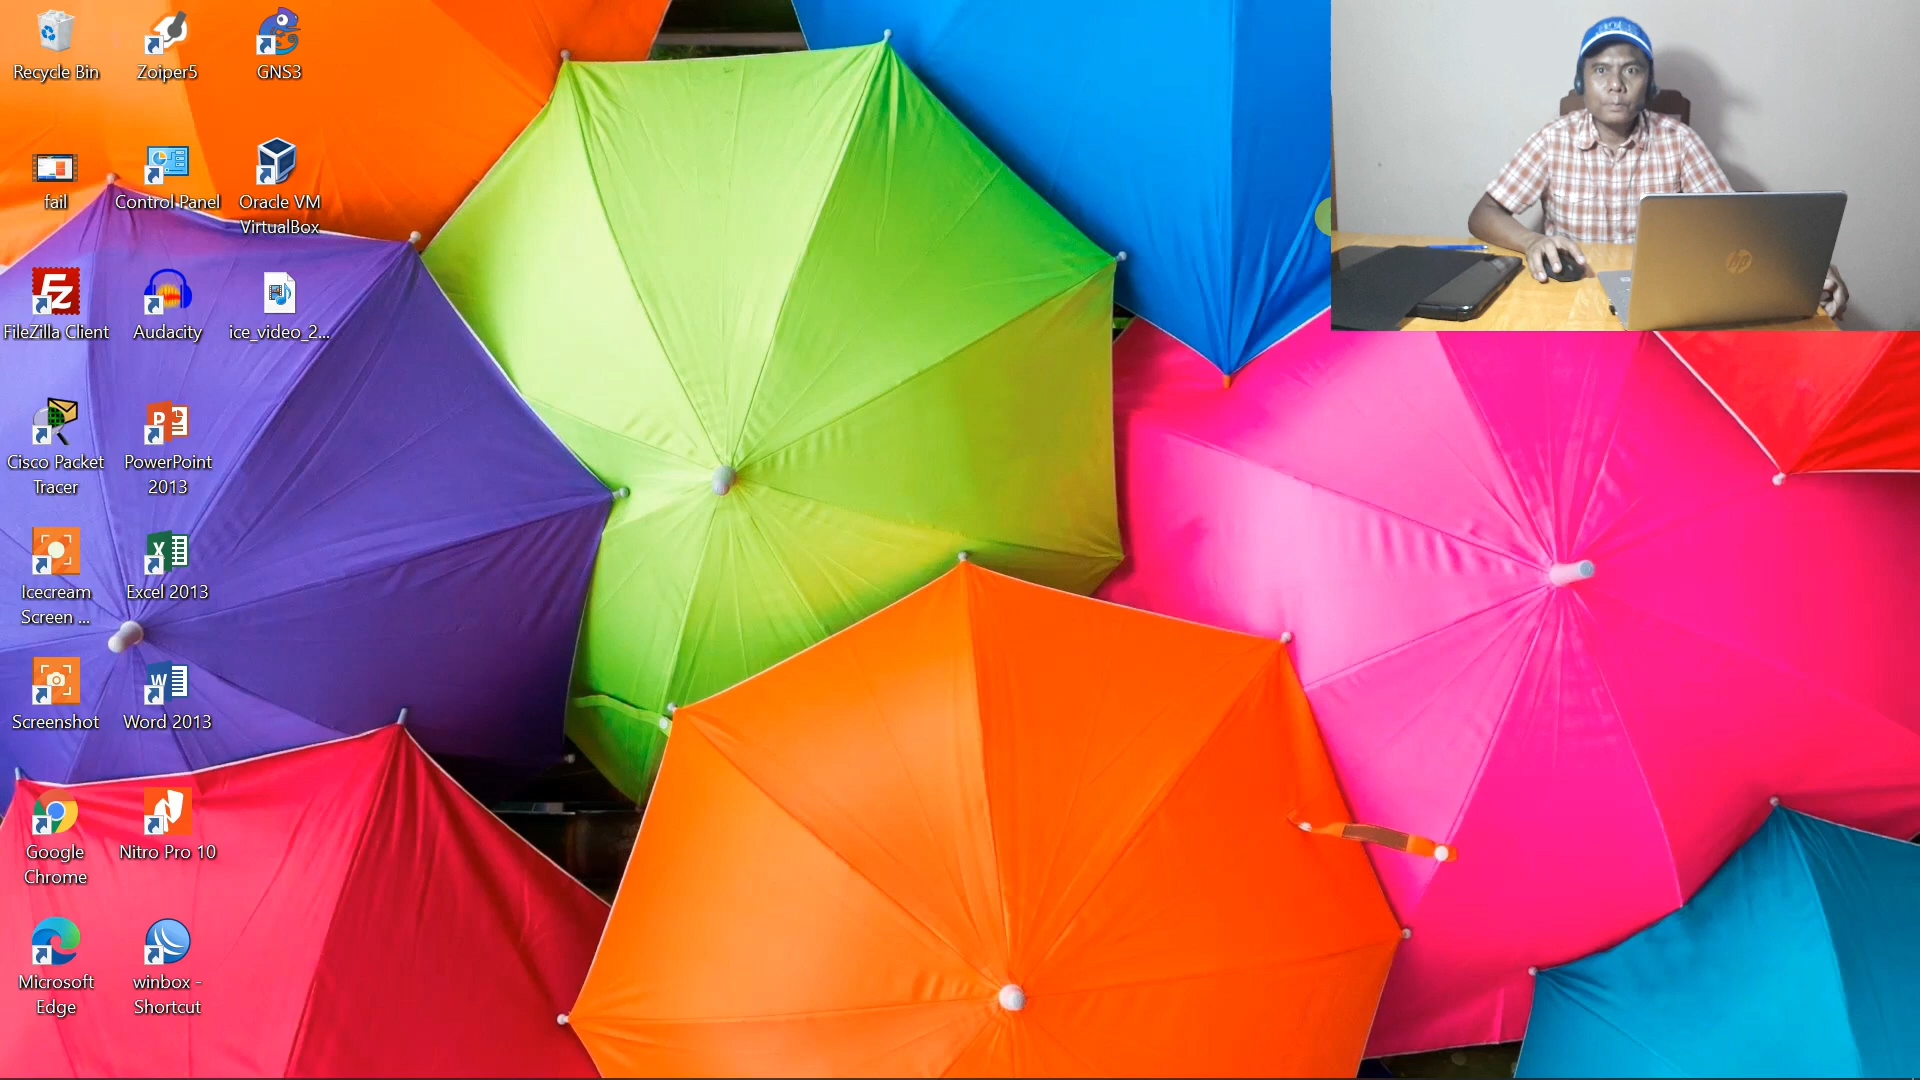 Recycle Bin
Zoiper5
GNS3
fail
Control Panel
Oracle VM
VirtualBox
FileZilla Client
Audacity
ice_video_2...
Cisco Packet
Tracer
PowerPoint
2013
Icecream
Screen ...
Excel 2013
Screenshot
Word 2013
Google
Chrome
Nitro Pro 10
Microsoft
Edge
winbox -
Shortcut
hp